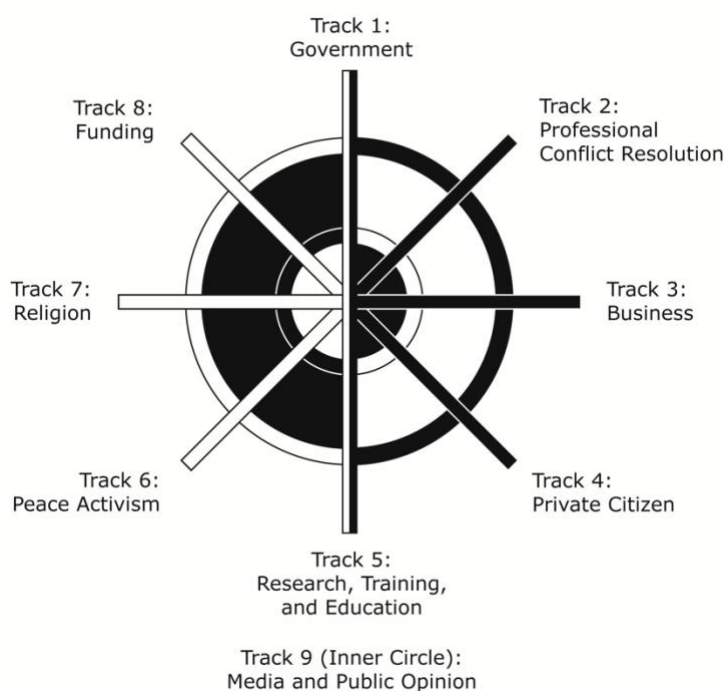 Track 1:
Government
Track 2:
Professional
Conflict Resolution
Track 3:
Business
Track 4:
Private Citizen
Track 5:
Research, Training,
and Education
Track 6:
Peace Activism
Track 7:
Religion
Track 8:
Funding
Track 9 (Inner Circle):
Media and Public Opinion